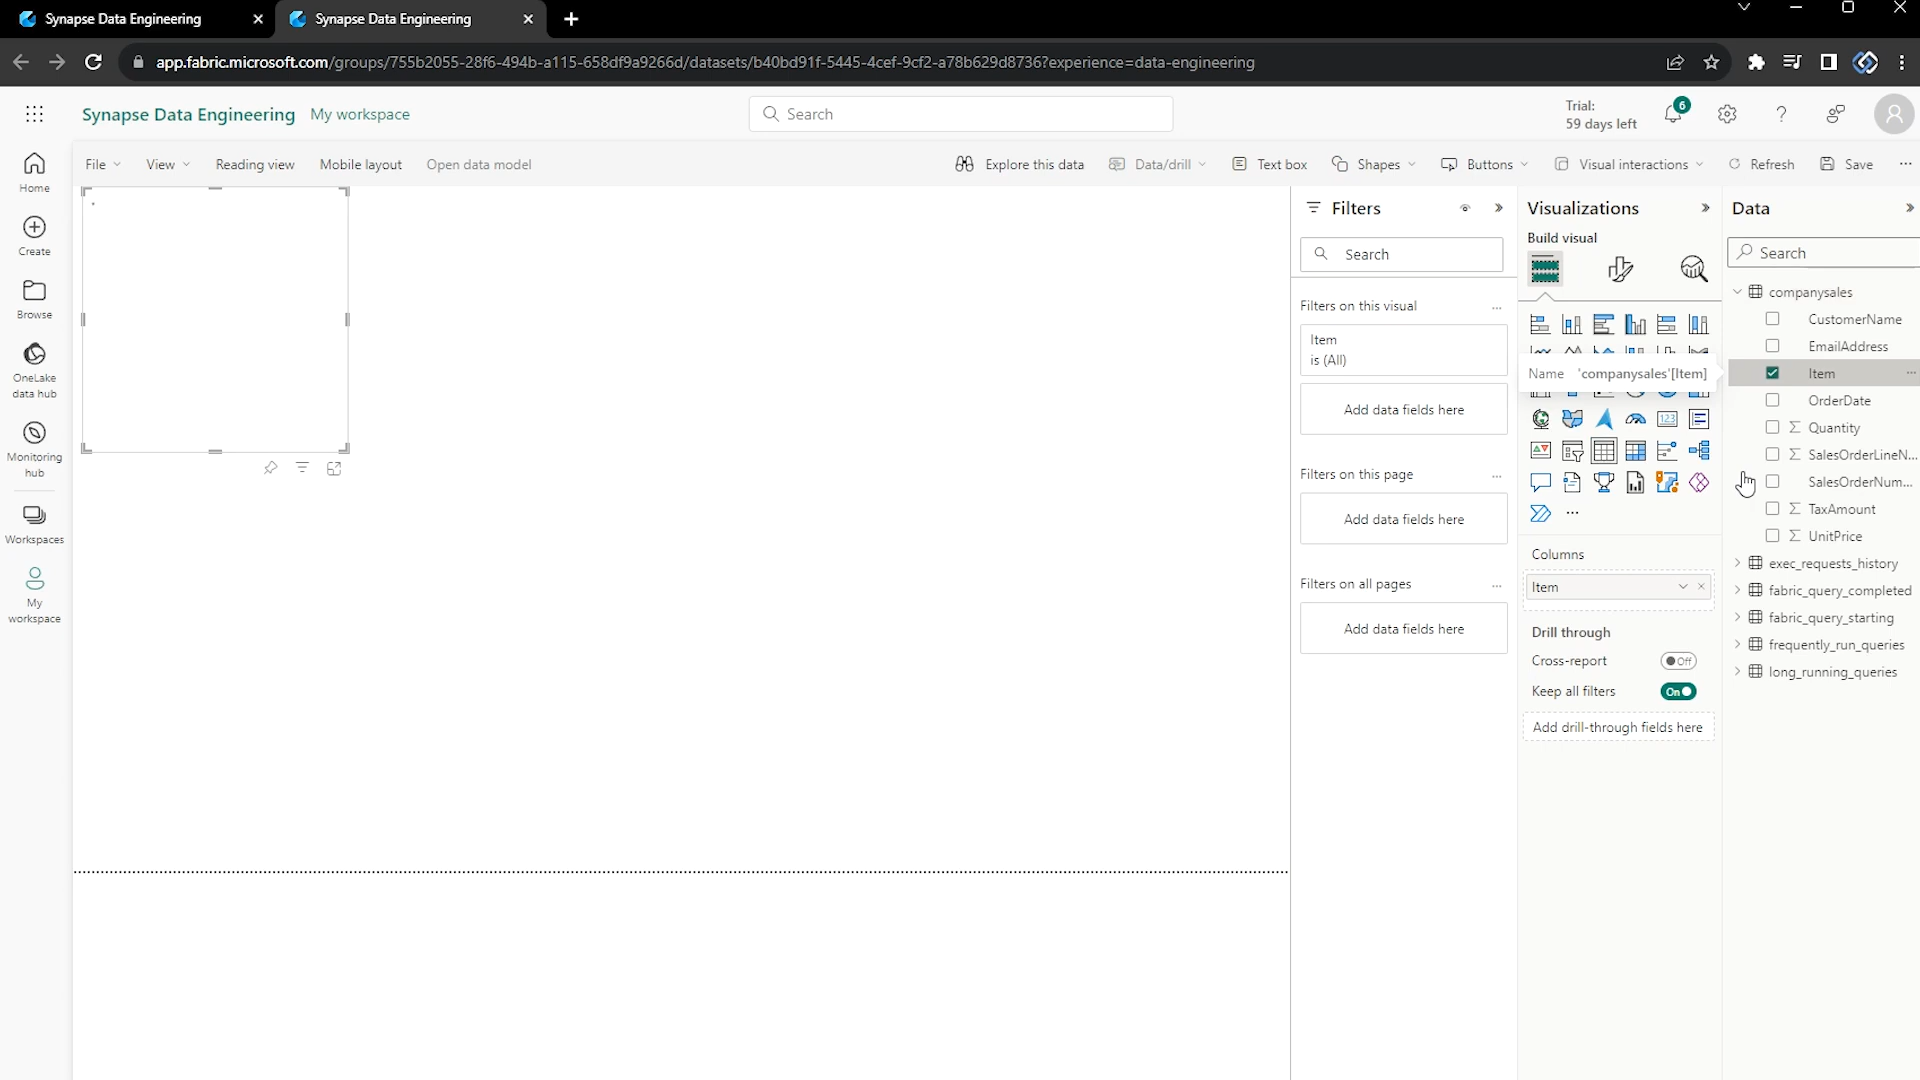 Synapse Data Engineering
Synapse Data Engineering
app.fabric.microsoft.com/groups/755b2055-28f6-494b-a115-658df9a9266d/datasets/b40bd91f-5445-4cef-9cf2-a78b629d8736?experience=data-engineering
Synapse Data Engineering My workspace
Search
Trial:
59 days left
6
File View Reading view Mobile layout Open data model Explore this data Data/drill Text box Shapes Buttons Visual interactions Refresh Save ...
Home
Create
Browse
OneLake
data hub
Monitoring
hub
Workspaces
My
workspace
Filters
Search
Filters on this visual ...
Item
is (All)
Add data fields here
Filters on this page ...
Add data fields here
Filters on all pages ...
Add data fields here
Visualizations
Build visual
Name 'companysales'[Item]
123
...
Columns
Item
Drill through
Cross-report Off
Keep all filters On
Add drill-through fields here
Data
Search
companysales
CustomerName
EmailAddress
Item ...
OrderDate
Σ Quantity
Σ SalesOrderLineN...
SalesOrderNum...
Σ TaxAmount
Σ UnitPrice
exec_requests_history
fabric_query_completed
fabric_query_starting
frequently_run_queries
long_running_queries